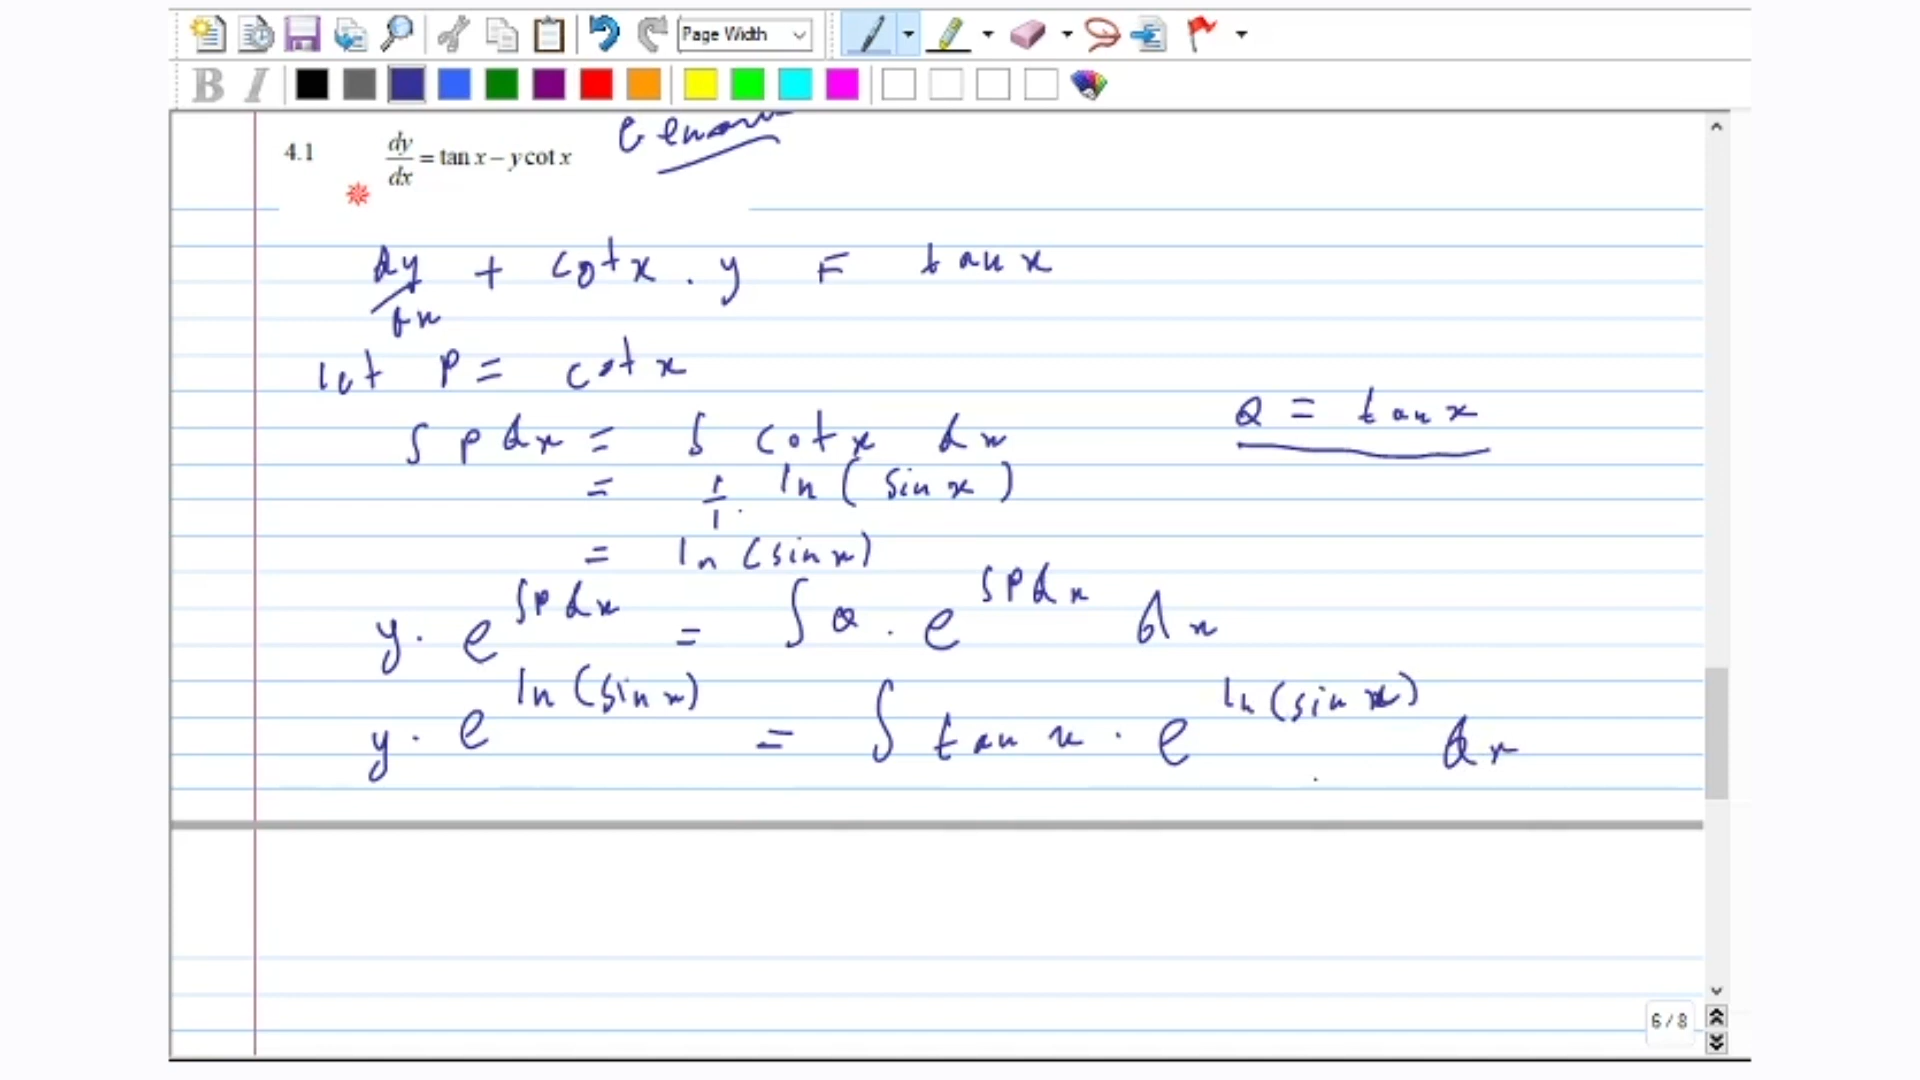 Page Width
B I
4.1 dy/dx = tan x − y cot x
dy/dx + cot x . y = tan x
let P = cot x
Q = tan x
∫ P dx = ∫ cot x dx
= 1/1 ln ( sin x )
= ln (sin x)
y . e^∫P dx = ∫ Q . e^∫P dx dx
y . e^ln (sin x) = ∫ tan x . e^ln (sin x) dx
6 / 8